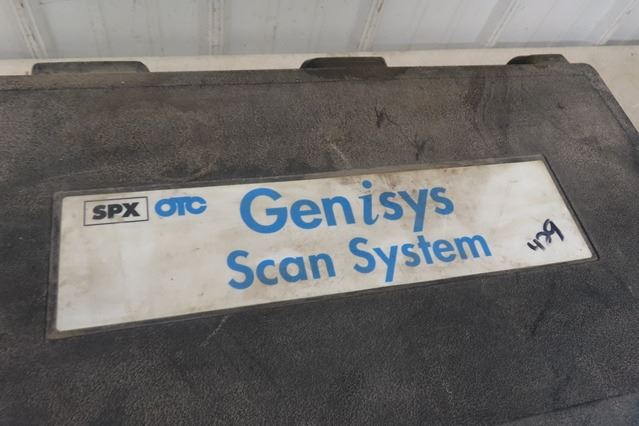 SPX OTC Genisys
Scan System
429